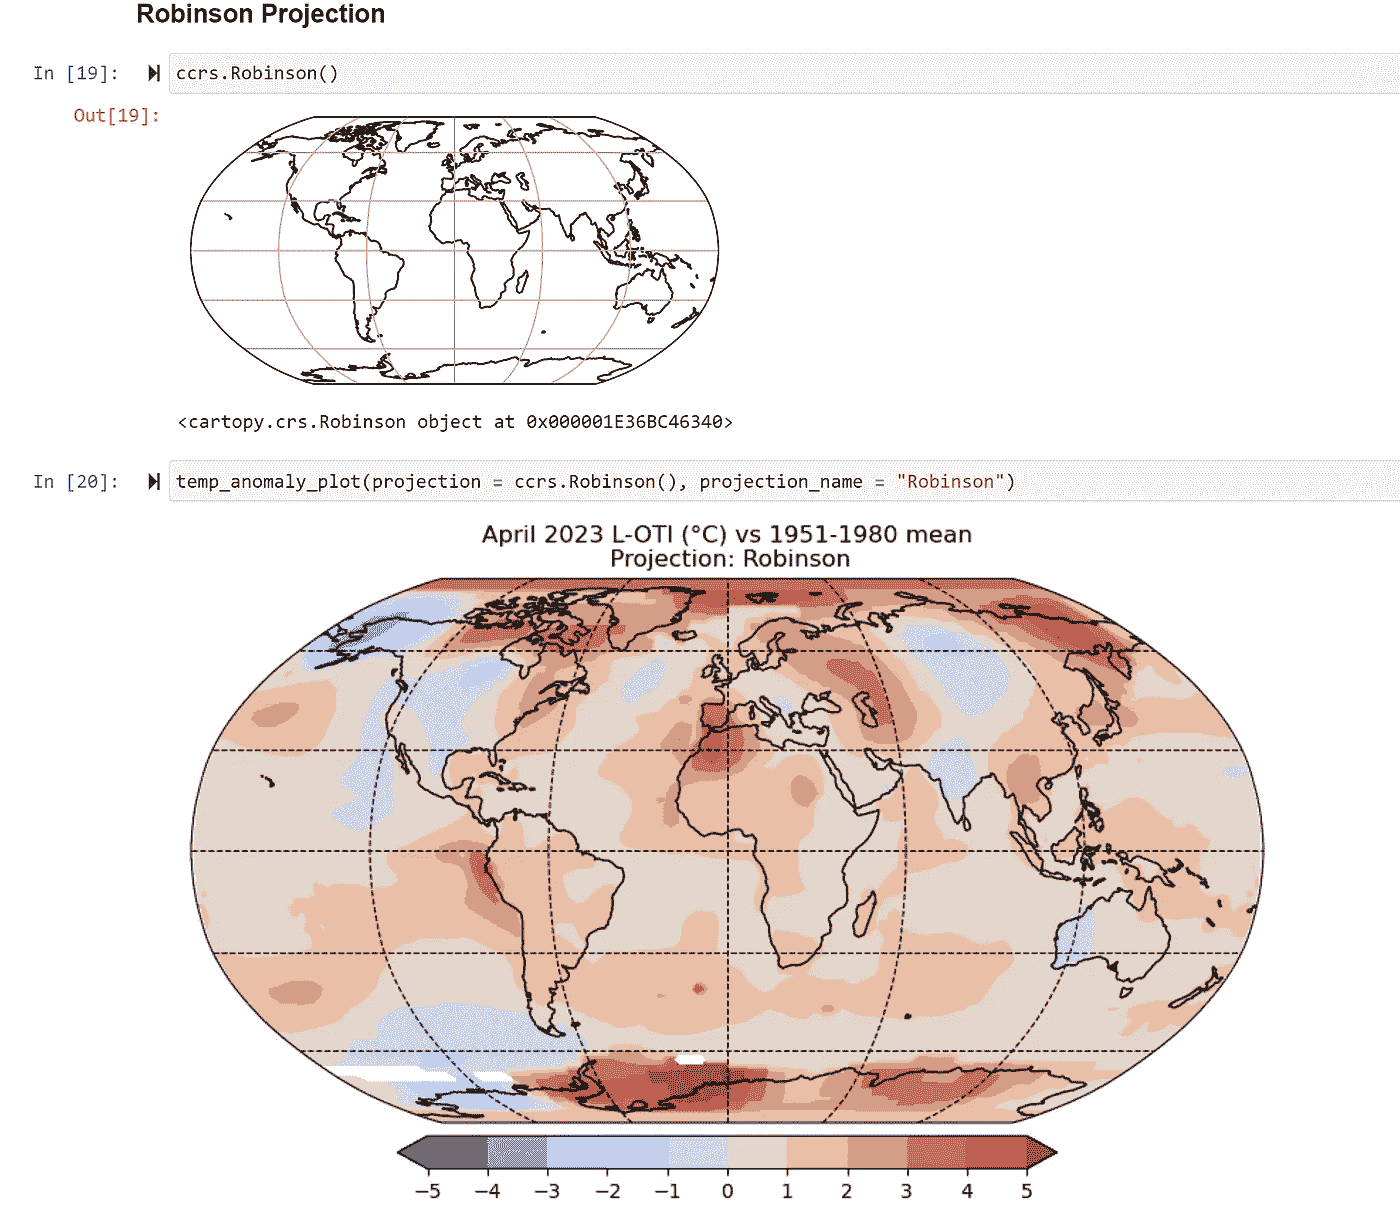 Robinson Projection
In [19]: ccrs.Robinson()
Out[19]:
<cartopy.crs.Robinson object at 0x000001E36BC46340>
In [20]: temp_anomaly_plot(projection = ccrs.Robinson(), projection_name = "Robinson")
April 2023 L-OTI (°C) vs 1951-1980 mean
Projection: Robinson
−5 −4 −3 −2 −1 0 1 2 3 4 5